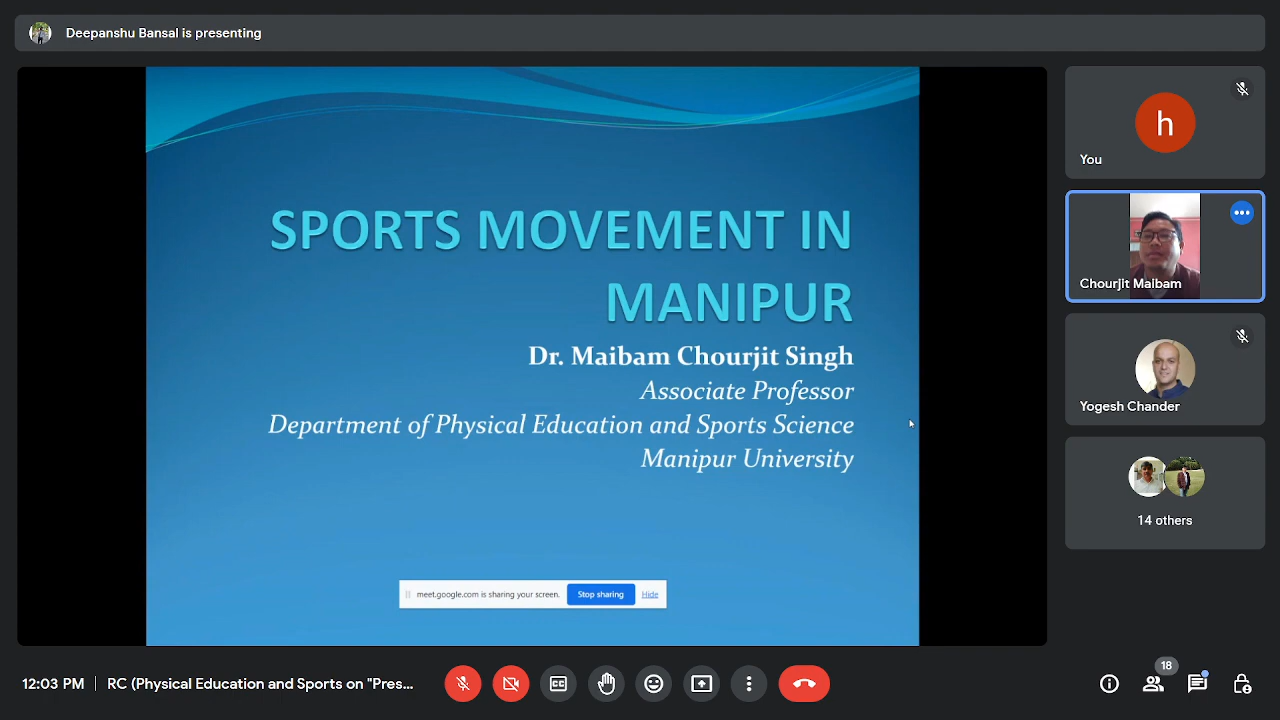 Deepanshu Bansal is presenting
SPORTS MOVEMENT IN
MANIPUR
Dr. Maibam Chourjit Singh
Associate Professor
Department of Physical Education and Sports Science
Manipur University
meet.google.com is sharing your screen.
Stop sharing
Hide
h
You
Chourjit Maibam
Yogesh Chander
14 others
12:03 PM | RC (Physical Education and Sports on "Pres...
CC
18